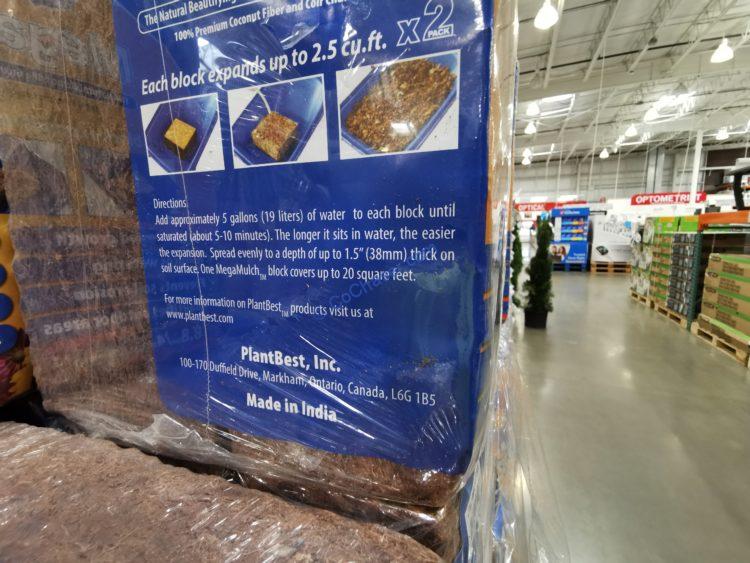 The Natural Beautifying
100% Premium Coconut Fiber and Coir
x2
PACK
Each block expands up to 2.5 cu.ft.
Directions
Add approximately 5 gallons (19 liters) of water to each block until
saturated (about 5-10 minutes). The longer it sits in water, the easier
the expansion. Spread evenly to a depth of up to 1.5" (38mm) thick on
soil surface. One MegaMulch™ block covers up to 20 square feet.
For more information on PlantBest™ products visit us at
www.plantbest.com
PlantBest, Inc.
100-170 Duffield Drive, Markham, Ontario, Canada, L6G 1B5
Made in India
OPTICAL
OPTOMETRIST